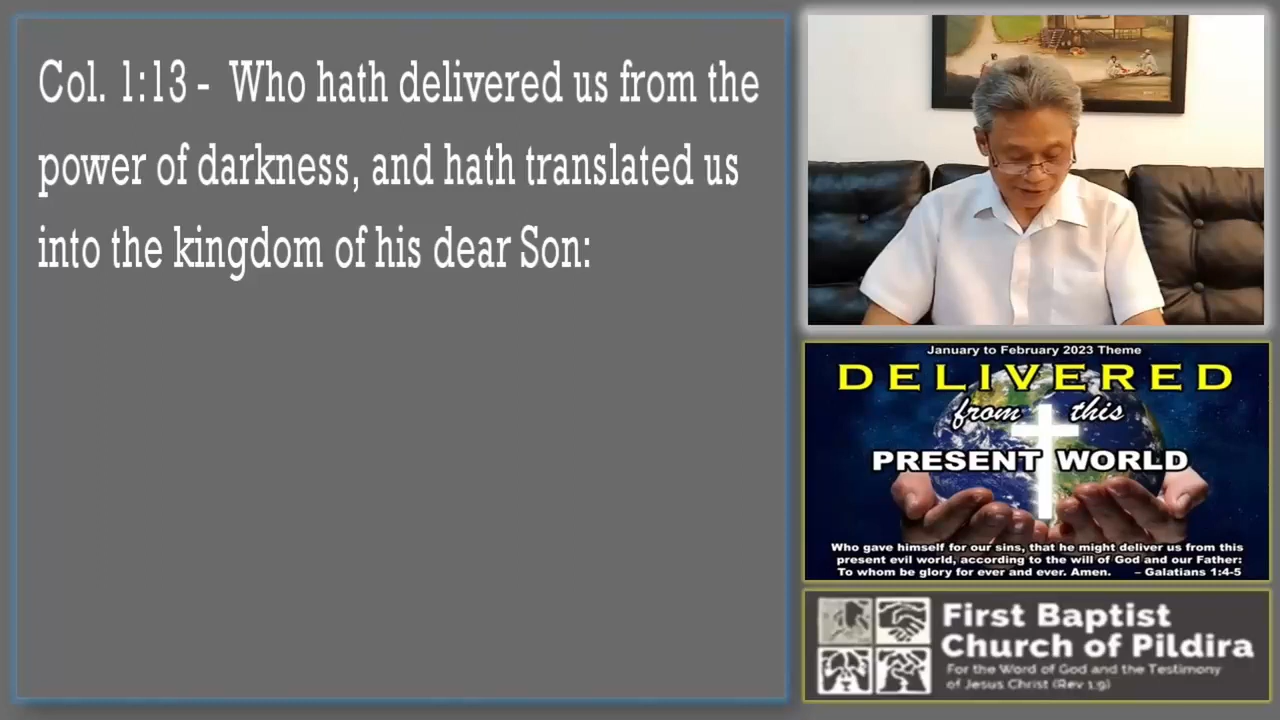 Col. 1:13 -  Who hath delivered us from the
power of darkness, and hath translated us
into the kingdom of his dear Son:
January to February 2023 Theme
DELIVERED
from this
PRESENT WORLD
Who gave himself for our sins, that he might deliver us from this
present evil world, according to the will of God and our Father:
To whom be glory for ever and ever. Amen. – Galatians 1:4-5
First Baptist
Church of Pildira
For the Word of God and the Testimony
of Jesus Christ (Rev 1:9)